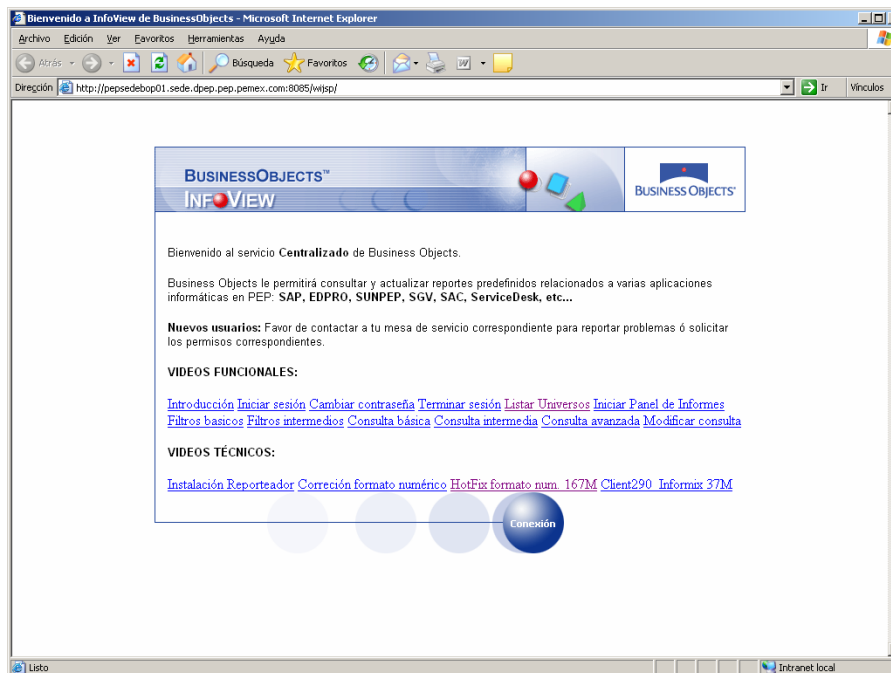 Bienvenido a InfoView de BusinessObjects - Microsoft Internet Explorer
Archivo Edición Ver Favoritos Herramientas Ayuda
Atrás Búsqueda Favoritos
Dirección http://pepsedebop01.sede.dpep.pep.pemex.com:8085/wijsp/ Ir Vínculos
BUSINESSOBJECTS™
INFOVIEW
BUSINESS OBJECTS
Bienvenido al servicio Centralizado de Business Objects.
Business Objects le permitirá consultar y actualizar reportes predefinidos relacionados a varias aplicaciones
informáticas en PEP: SAP, EDPRO, SUNPEP, SGV, SAC, ServiceDesk, etc...
Nuevos usuarios: Favor de contactar a tu mesa de servicio correspondiente para reportar problemas ó solicitar
los permisos correspondientes.
VIDEOS FUNCIONALES:
Introducción Iniciar sesión Cambiar contraseña Terminar sesión Listar Universos Iniciar Panel de Informes
Filtros basicos Filtros intermedios Consulta básica Consulta intermedia Consulta avanzada Modificar consulta
VIDEOS TÉCNICOS:
Instalación Reporteador Correción formato numérico HotFix formato num. 167M Client290 Informix 37M
Conexión
Listo Intranet local